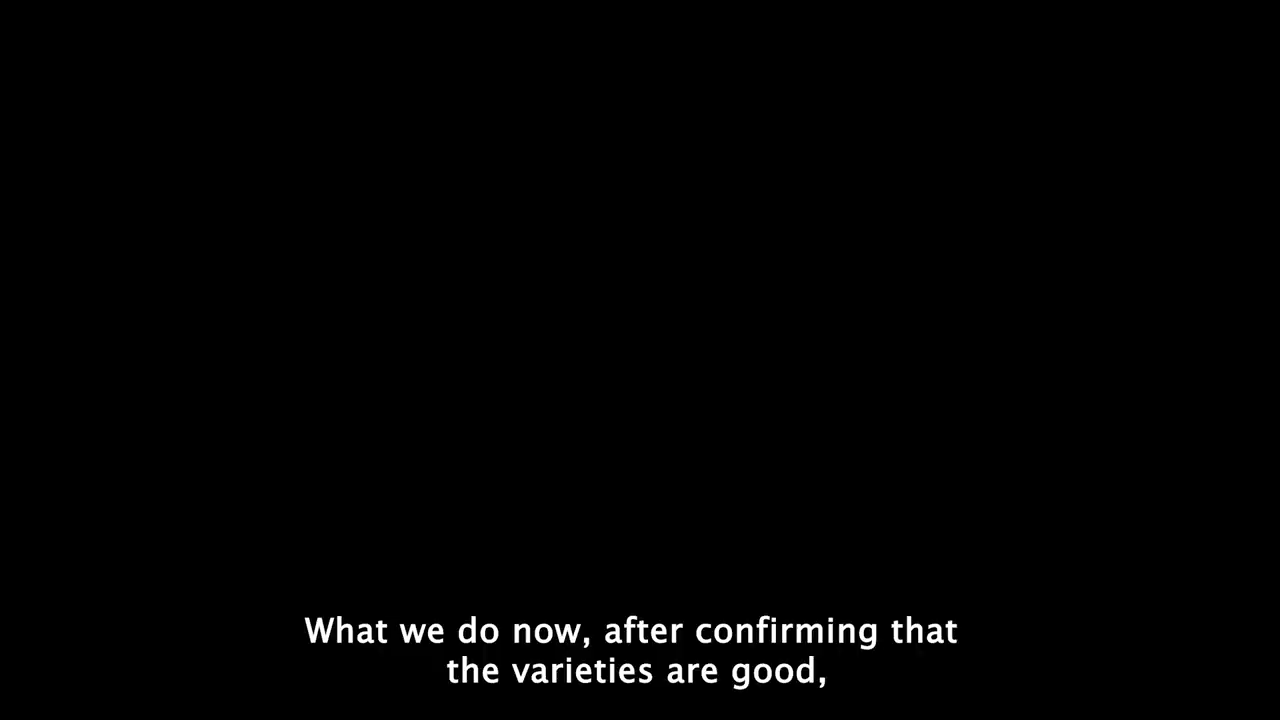 What we do now, after confirming that
the varieties are good,